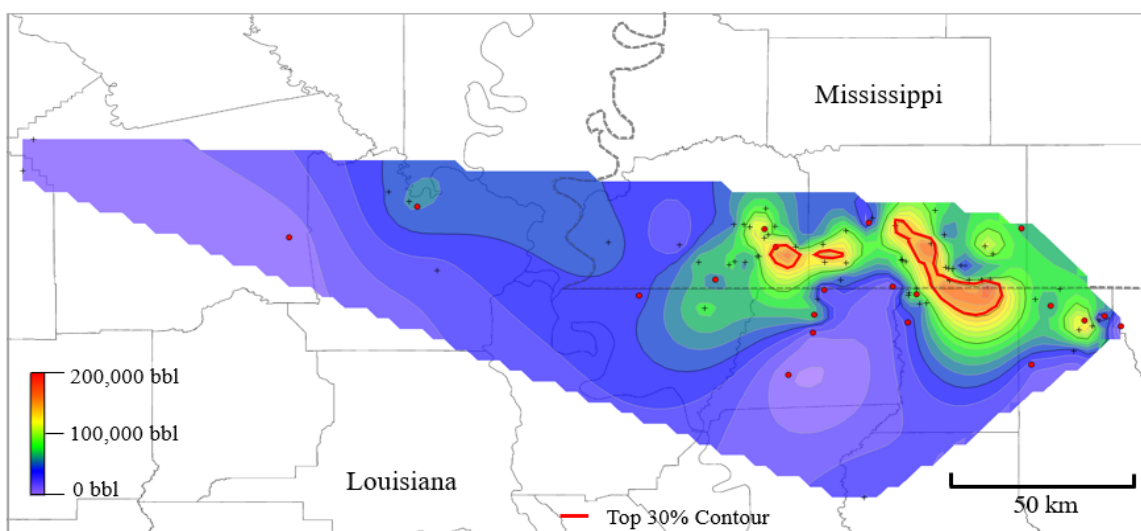 Mississippi
200,000 bbl
100,000 bbl
0 bbl
Louisiana
50 km
Top 30% Contour